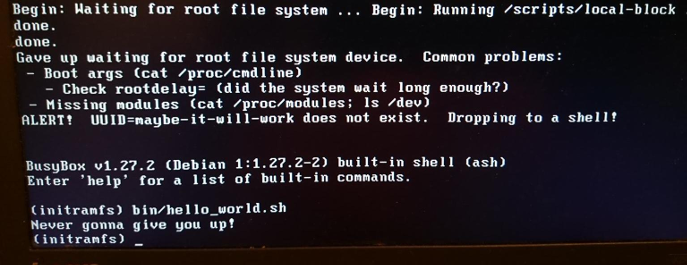 Begin: Waiting for root file system ... Begin: Running /scripts/local-block
done.
done.
Gave up waiting for root file system device.  Common problems:
 - Boot args (cat /proc/cmdline)
   - Check rootdelay= (did the system wait long enough?)
 - Missing modules (cat /proc/modules; ls /dev)
ALERT!  UUID=maybe-it-will-work does not exist.  Dropping to a shell!
BusyBox v1.27.2 (Debian 1:1.27.2-2) built-in shell (ash)
Enter 'help' for a list of built-in commands.
(initramfs) bin/hello_world.sh
Never gonna give you up!
(initramfs) _